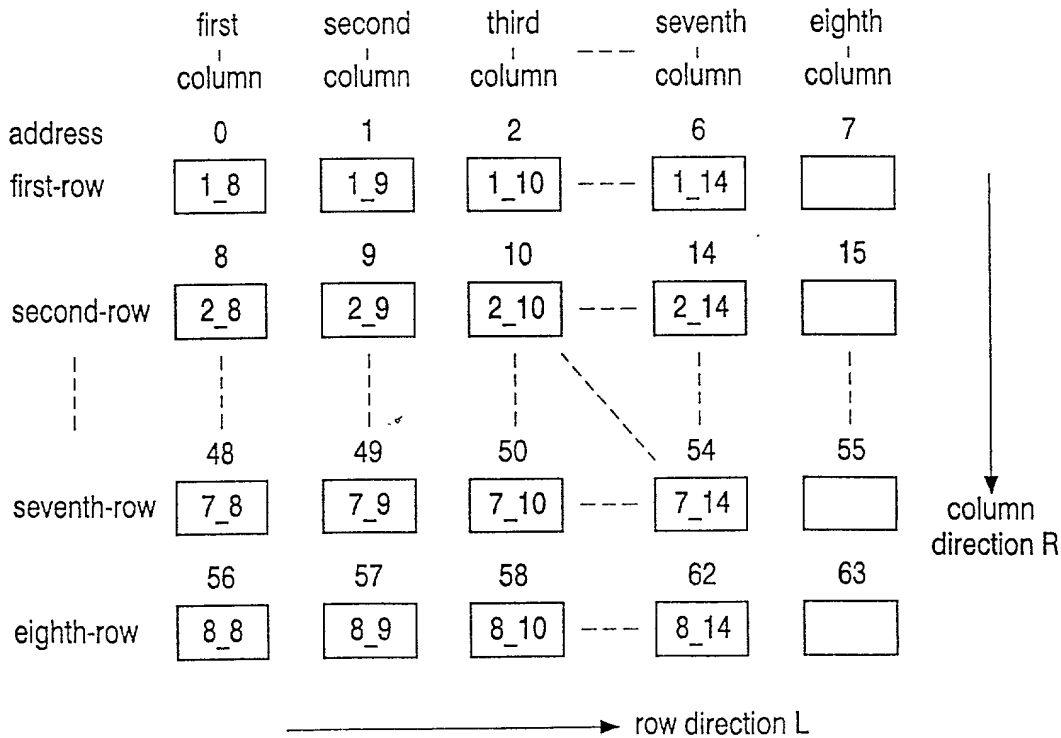 first second third seventh eighth
column column column column column
address 0 1 2 6 7
first-row 1_8 1_9 1_10 1_14
8 9 10 14 15
second-row 2_8 2_9 2_10 2_14
48 49 50 54 55
seventh-row 7_8 7_9 7_10 7_14
column
direction R
56 57 58 62 63
eighth-row 8_8 8_9 8_10 8_14
row direction L